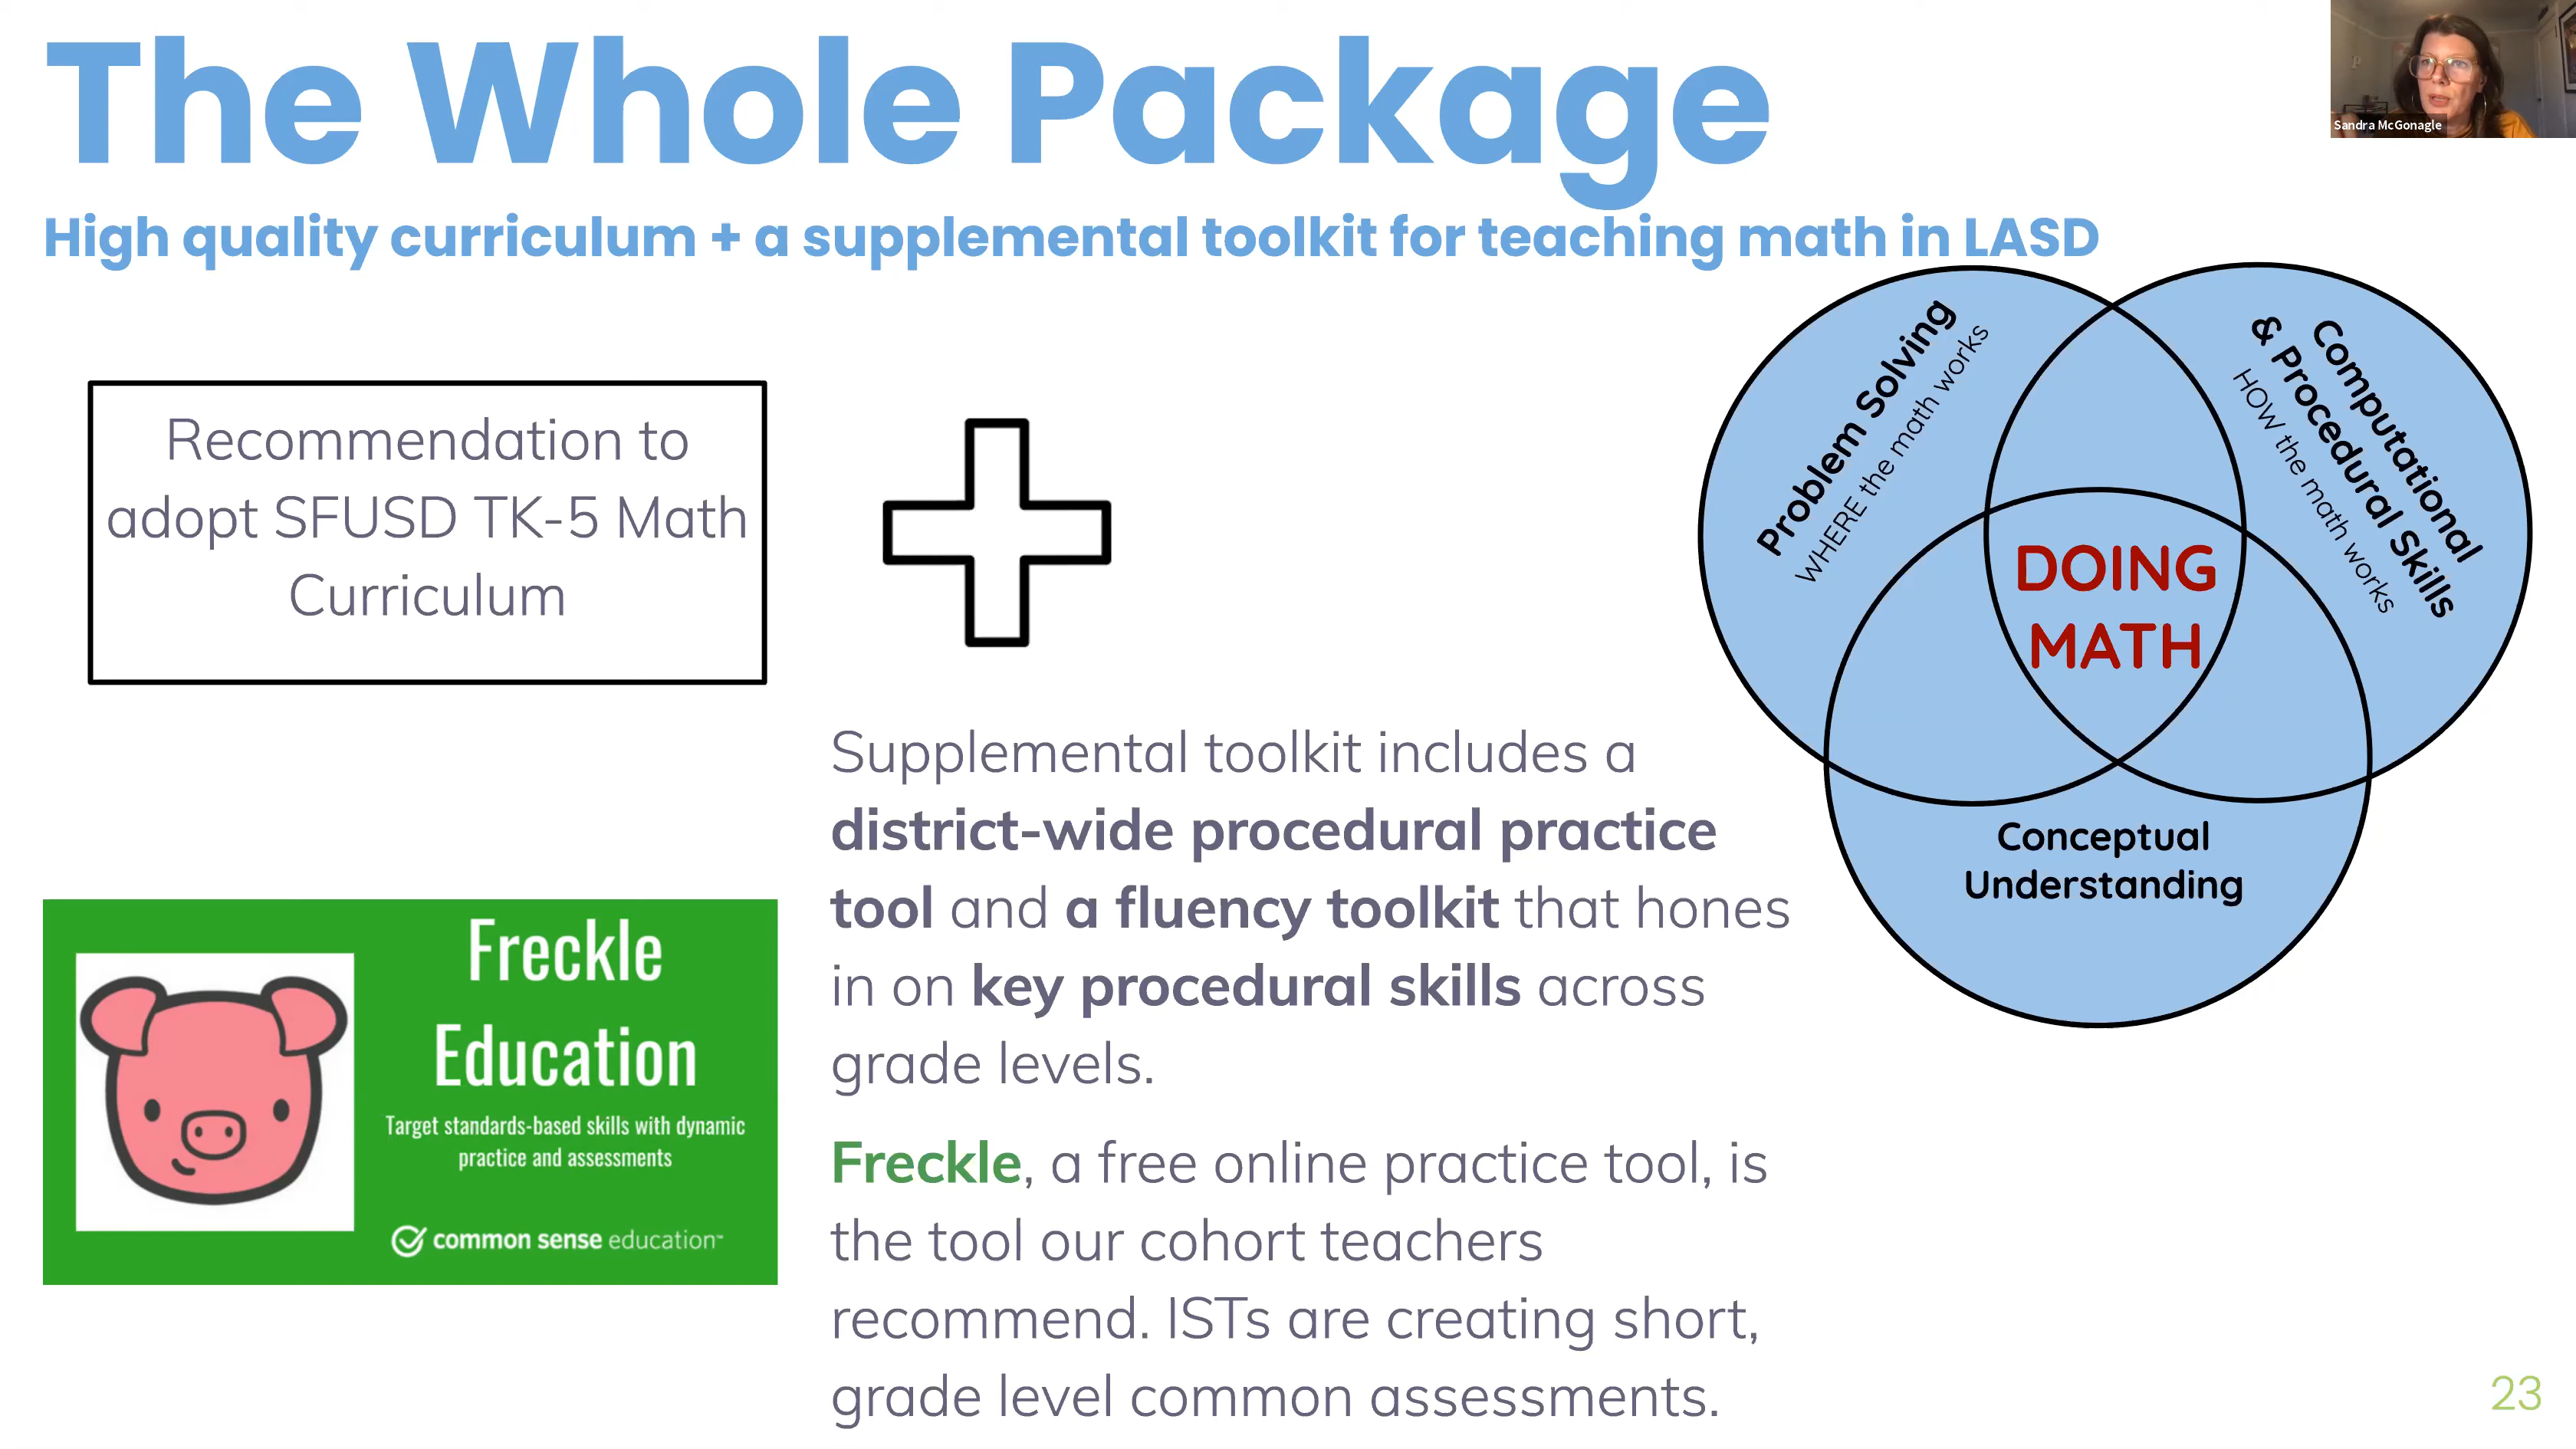 The Whole Package
Sandra McGonagle
High quality curriculum + a supplemental toolkit for teaching math in LASD
Recommendation to
adopt SFUSD TK-5 Math
Curriculum
Problem Solving
WHERE the math works
Computational
& Procedural Skills
HOW the math works
DOING
MATH
Conceptual
Understanding
Supplemental toolkit includes a
district-wide procedural practice
tool and a fluency toolkit that hones
in on key procedural skills across
grade levels.
Freckle
Education
Target standards-based skills with dynamic
practice and assessments
common sense education™
Freckle, a free online practice tool, is
the tool our cohort teachers
recommend. ISTs are creating short,
grade level common assessments.
23